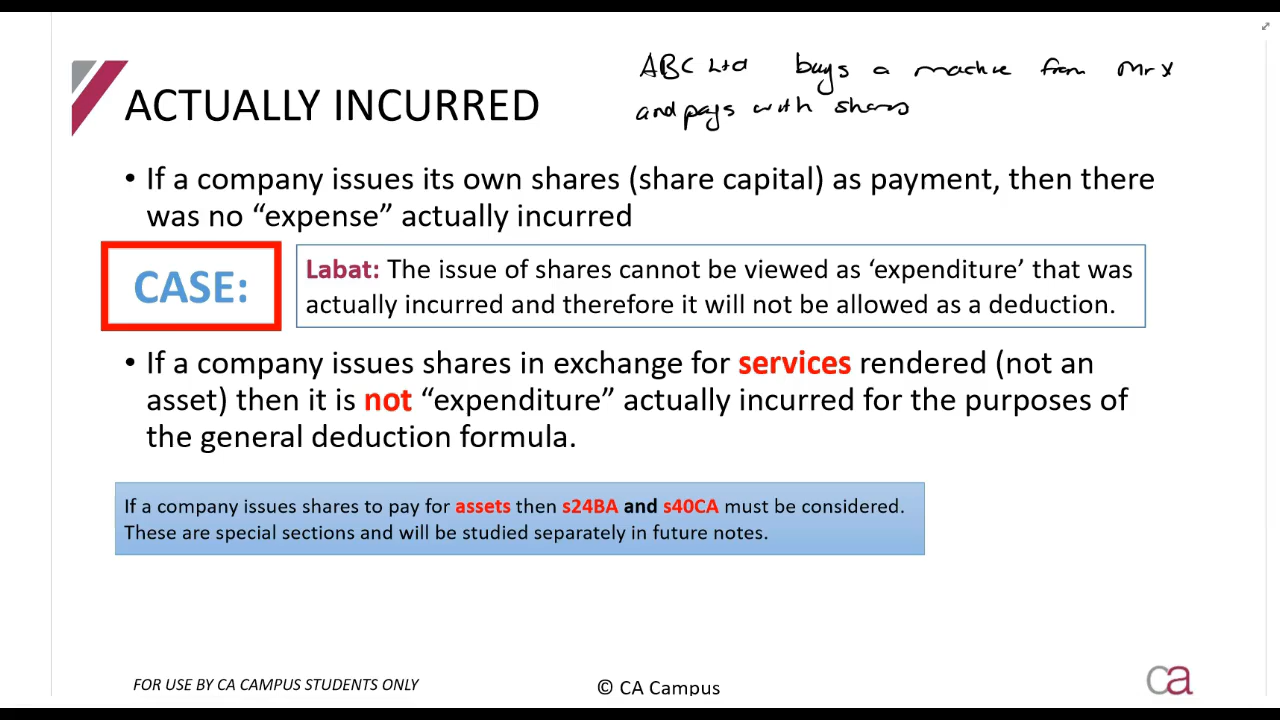 ABC Ltd buys a machine from Mr X
and pays with shares
ACTUALLY INCURRED
• If a company issues its own shares (share capital) as payment, then there
was no “expense” actually incurred
CASE:
Labat: The issue of shares cannot be viewed as ‘expenditure’ that was
actually incurred and therefore it will not be allowed as a deduction.
• If a company issues shares in exchange for services rendered (not an
asset) then it is not “expenditure” actually incurred for the purposes of
the general deduction formula.
If a company issues shares to pay for assets then s24BA and s40CA must be considered.
These are special sections and will be studied separately in future notes.
FOR USE BY CA CAMPUS STUDENTS ONLY
© CA Campus
ca